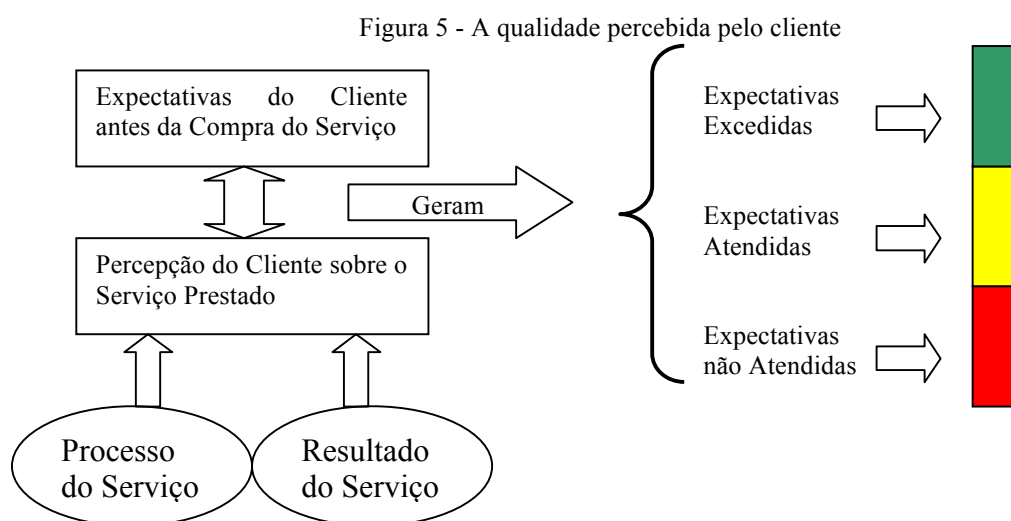 Figura 5 - A qualidade percebida pelo cliente
Expectativas do Cliente
antes da Compra do Serviço
Geram
Percepção do Cliente sobre o
Serviço Prestado
Processo
do Serviço
Resultado
do Serviço
Expectativas
Excedidas
Expectativas
Atendidas
Expectativas
não Atendidas